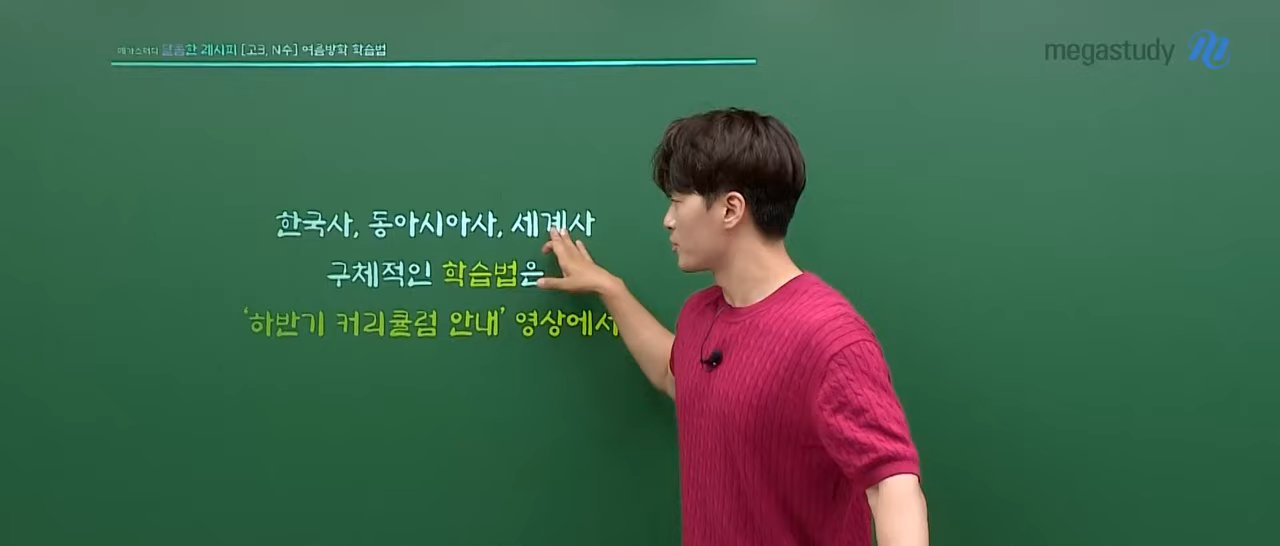 메가스터디 달콤한 레시피 [고3, N수] 여름방학 학습법
megastudy
한국사, 동아시아사, 세계사
구체적인 학습법은
‘하반기 커리큘럼 안내’ 영상에서